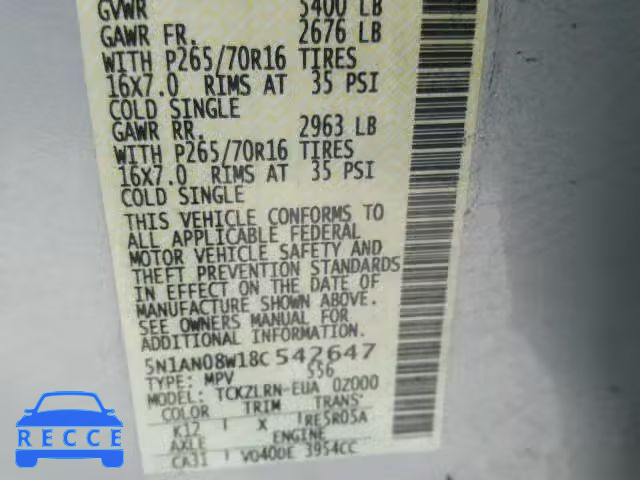 GVWR 5400 LB
GAWR FR. 2676 LB
WITH P265/70R16 TIRES
16X7.0 RIMS AT 35 PSI
COLD SINGLE
GAWR RR. 2963 LB
WITH P265/70R16 TIRES
16X7.0 RIMS AT 35 PSI
COLD SINGLE
THIS VEHICLE CONFORMS TO
ALL APPLICABLE FEDERAL
MOTOR VEHICLE SAFETY AND
THEFT PREVENTION STANDARDS
IN EFFECT ON THE DATE OF
MANUFACTURE SHOWN ABOVE.
SEE OWNERS MANUAL FOR
ADDITIONAL INFORMATION.
5N1AN08W18C542647
TYPE: MPV S56
MODEL: TCKZLRN-EUA 0Z000
COLOR TRIM TRANS
K12 X RE5R05A
AXLE ENGINE
CA31 VQ40DE 3954CC